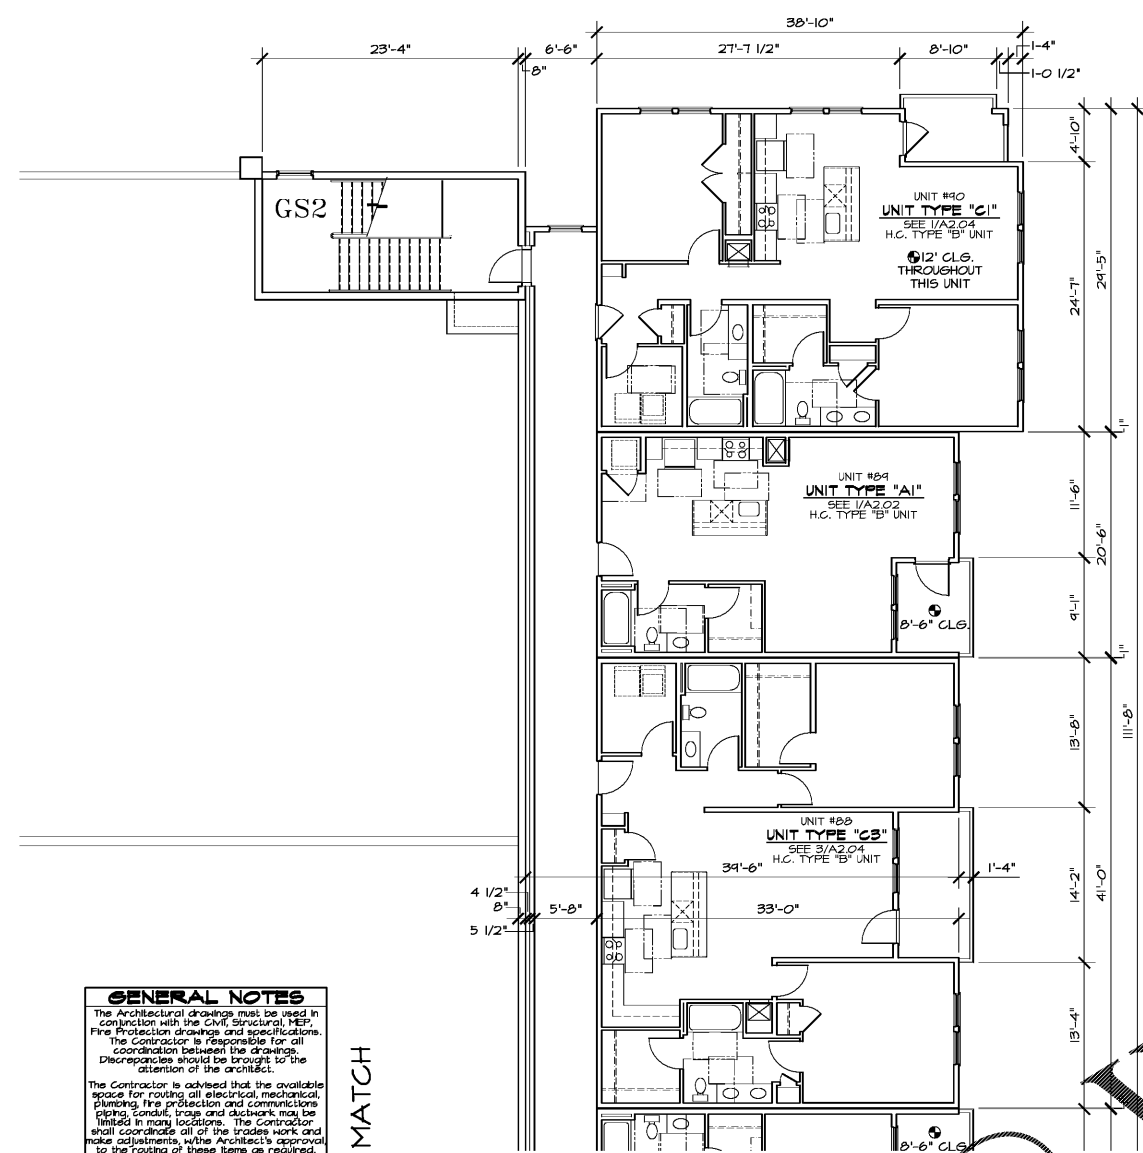 38'-10"
23'-4"
6'-6"
27'-7 1/2"
8'-10"
1-4"
8"
1-0 1/2"
4'-10"
GS2
UNIT #90
UNIT TYPE "C1"
SEE 1/A2.04
H.C. TYPE "B" UNIT
12' CLG.
THROUGHOUT
THIS UNIT
24'-7"
29'-5"
1"
UNIT #89
UNIT TYPE "A1"
SEE 1/A2.02
H.C. TYPE "B" UNIT
11'-6"
20'-6"
9'-1"
8'-6" CLG.
1"
13'-8"
111'-8"
UNIT #88
UNIT TYPE "C3"
SEE 3/A2.04
H.C. TYPE "B" UNIT
39'-6"
1'-4"
14'-2"
41'-0"
4 1/2"
8"
5'-8"
33'-0"
5 1/2"
13'-4"
GENERAL NOTES
The Architectural drawings must be used in
conjunction with the Civil, Structural, MEP,
Fire Protection drawings and specifications.
The Contractor is responsible for all
coordination between the drawings.
Discrepancies should be brought to the
attention of the architect.
The Contractor is advised that the available
space for routing all electrical, mechanical,
plumbing, fire protection and communictions
piping, conduit, trays and ductwork may be
limited in many locations. The Contractor
shall coordinate all of the trades work and
make adjustments, w/the Architect's approval,
to the routing of these items as required.
MATCH
8'-6" CLG